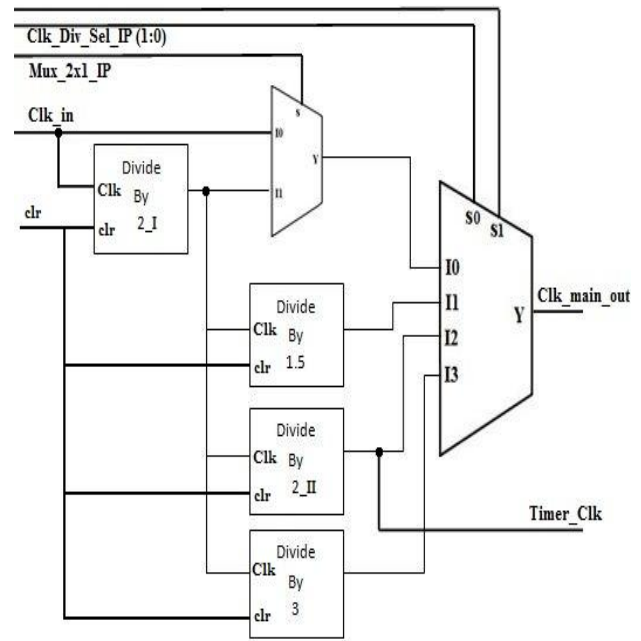 Clk_Div_Sel_IP (1:0)
Mux_2x1_IP
Clk_in
S
I0
Y
I1
Divide
By
2_I
Clk
clr
clr
S0
S1
I0
I1
I2
I3
Y
Clk_main_out
Divide
By
1.5
Clk
clr
Divide
By
2_II
Clk
clr
Timer_Clk
Divide
By
3
Clk
clr